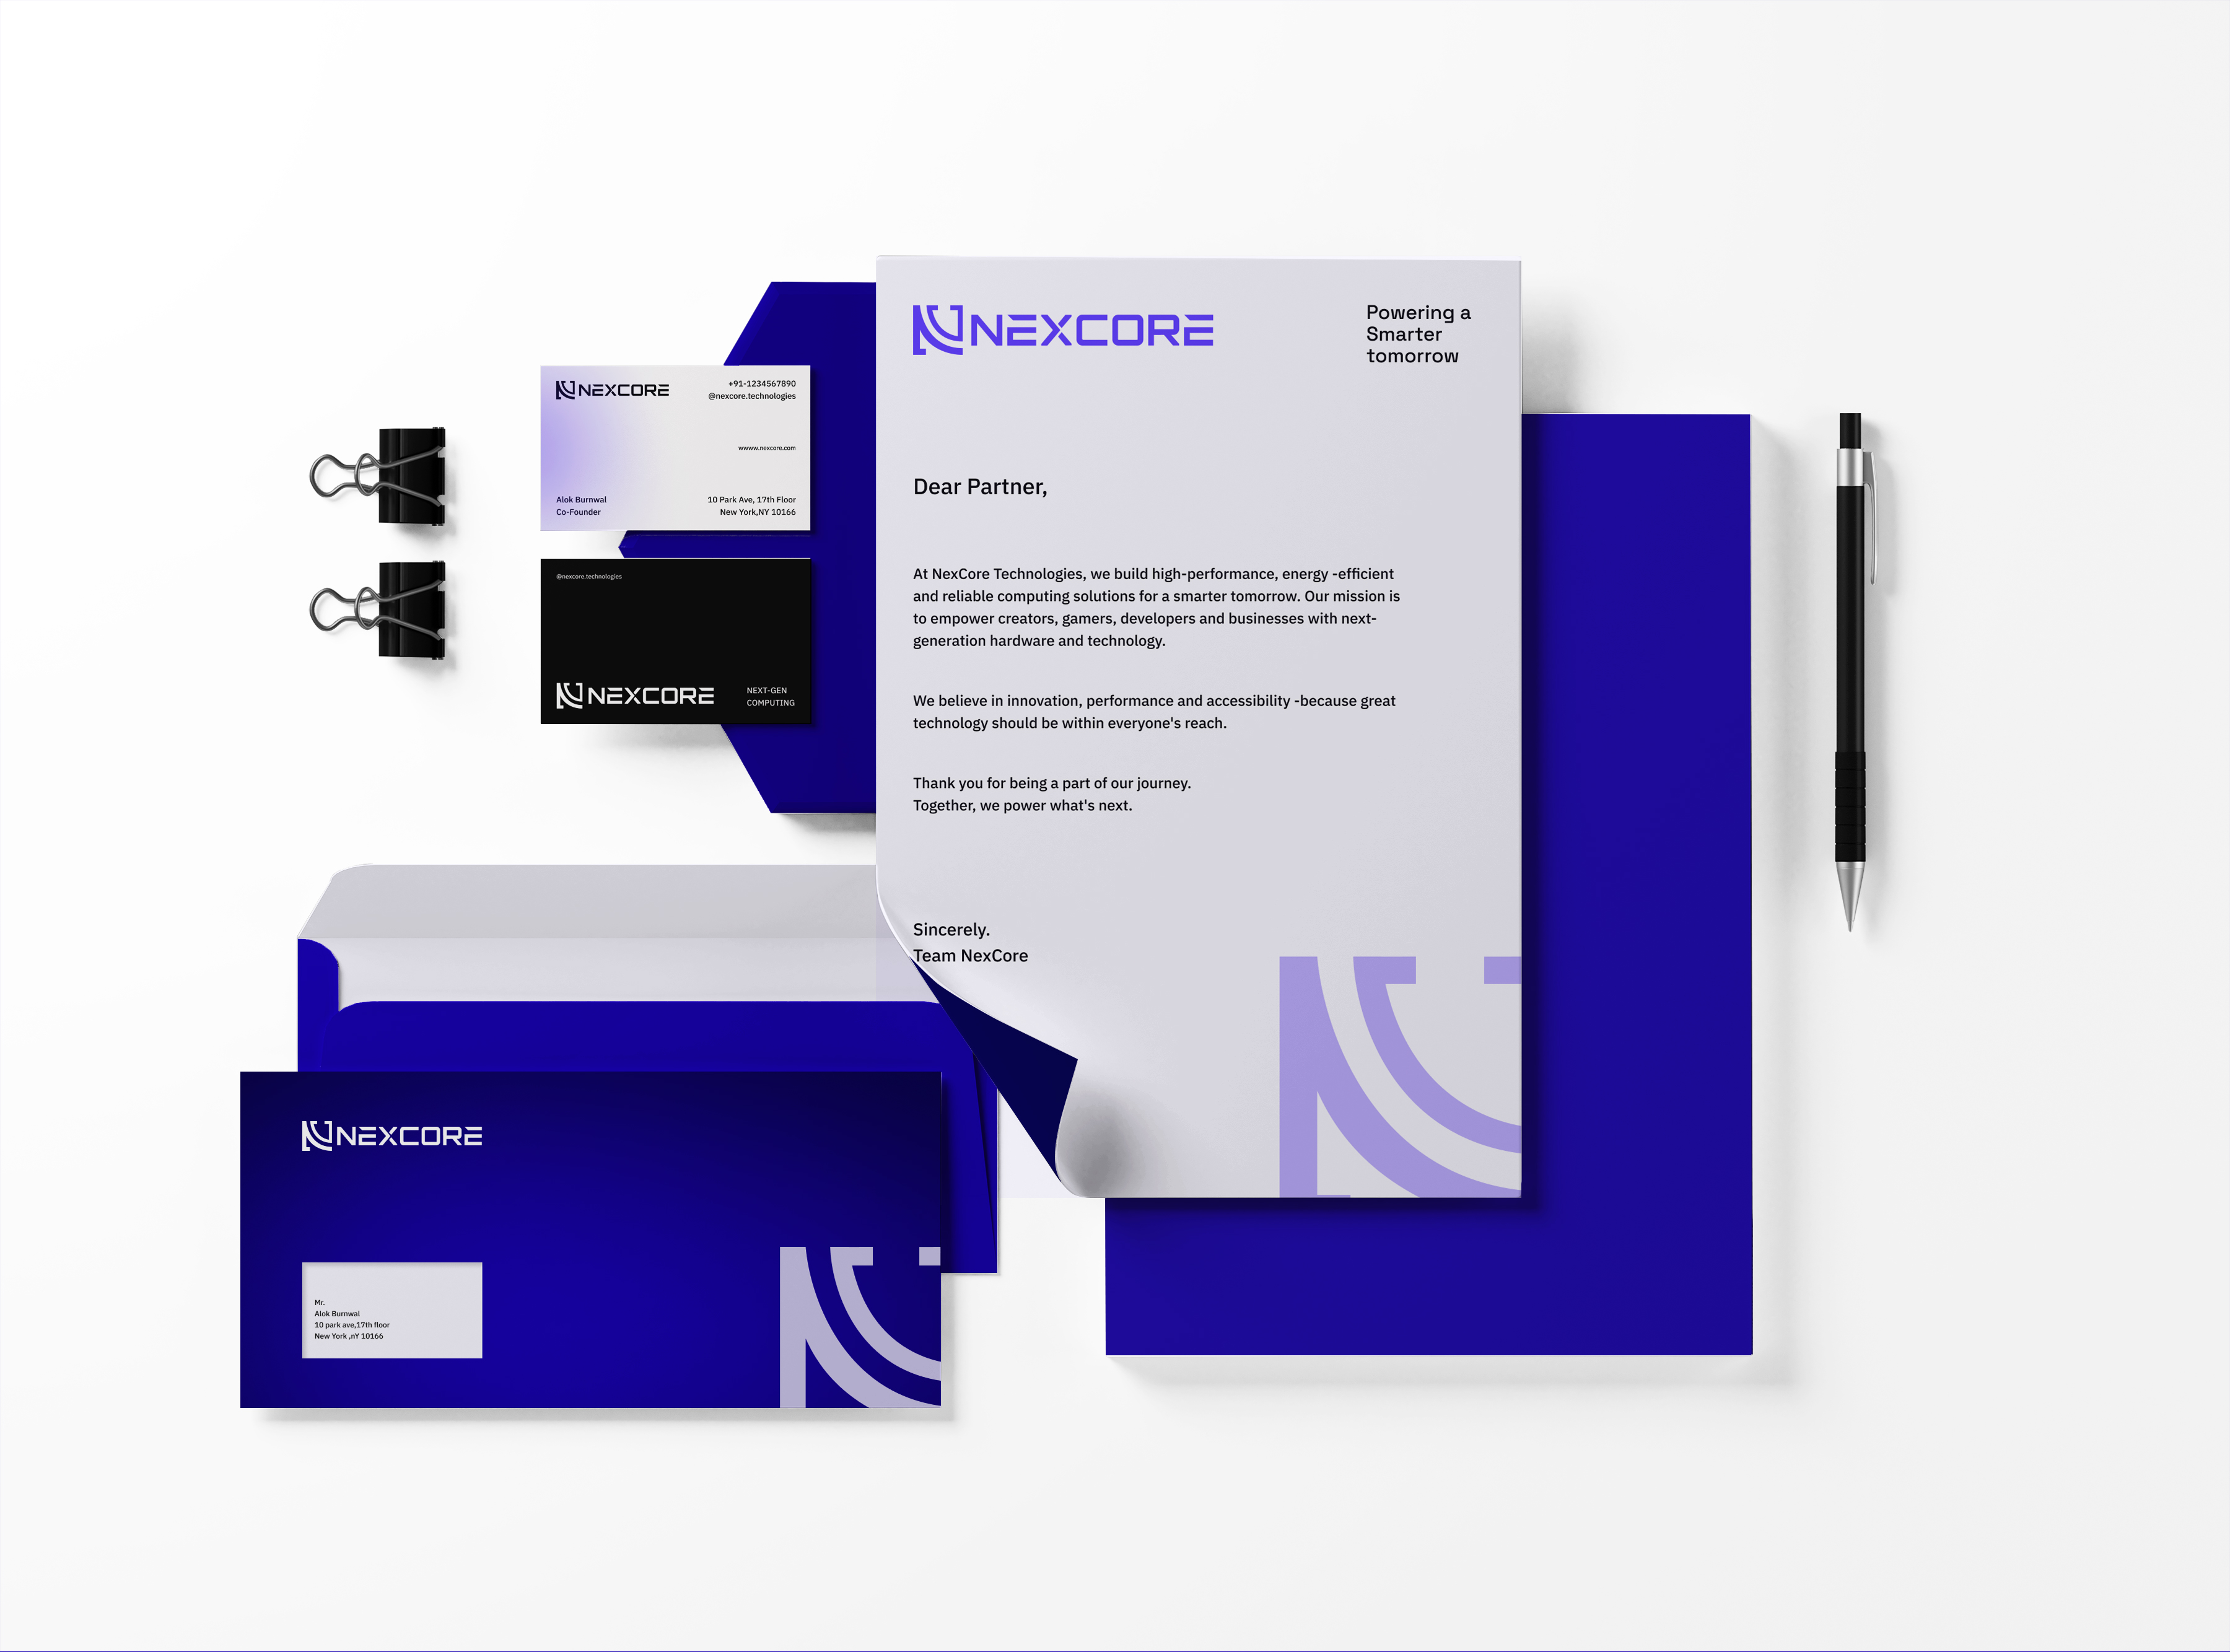 NEXCORE
+91-1234567890
@nexcore.technologies
wwww.nexcore.com
Alok Burnwal
Co-Founder
10 Park Ave, 17th Floor
New York,NY 10166
@nexcore.technologies
NEXCORE
NEXT-GEN
COMPUTING
NEXCORE
Powering a
Smarter
tomorrow
Dear Partner,
At NexCore Technologies, we build high-performance, energy -efficient
and reliable computing solutions for a smarter tomorrow. Our mission is
to empower creators, gamers, developers and businesses with next-
generation hardware and technology.
We believe in innovation, performance and accessibility -because great
technology should be within everyone's reach.
Thank you for being a part of our journey.
Together, we power what's next.
Sincerely.
Team NexCore
NEXCORE
Mr.
Alok Burnwal
10 park ave,17th floor
New York ,nY 10166